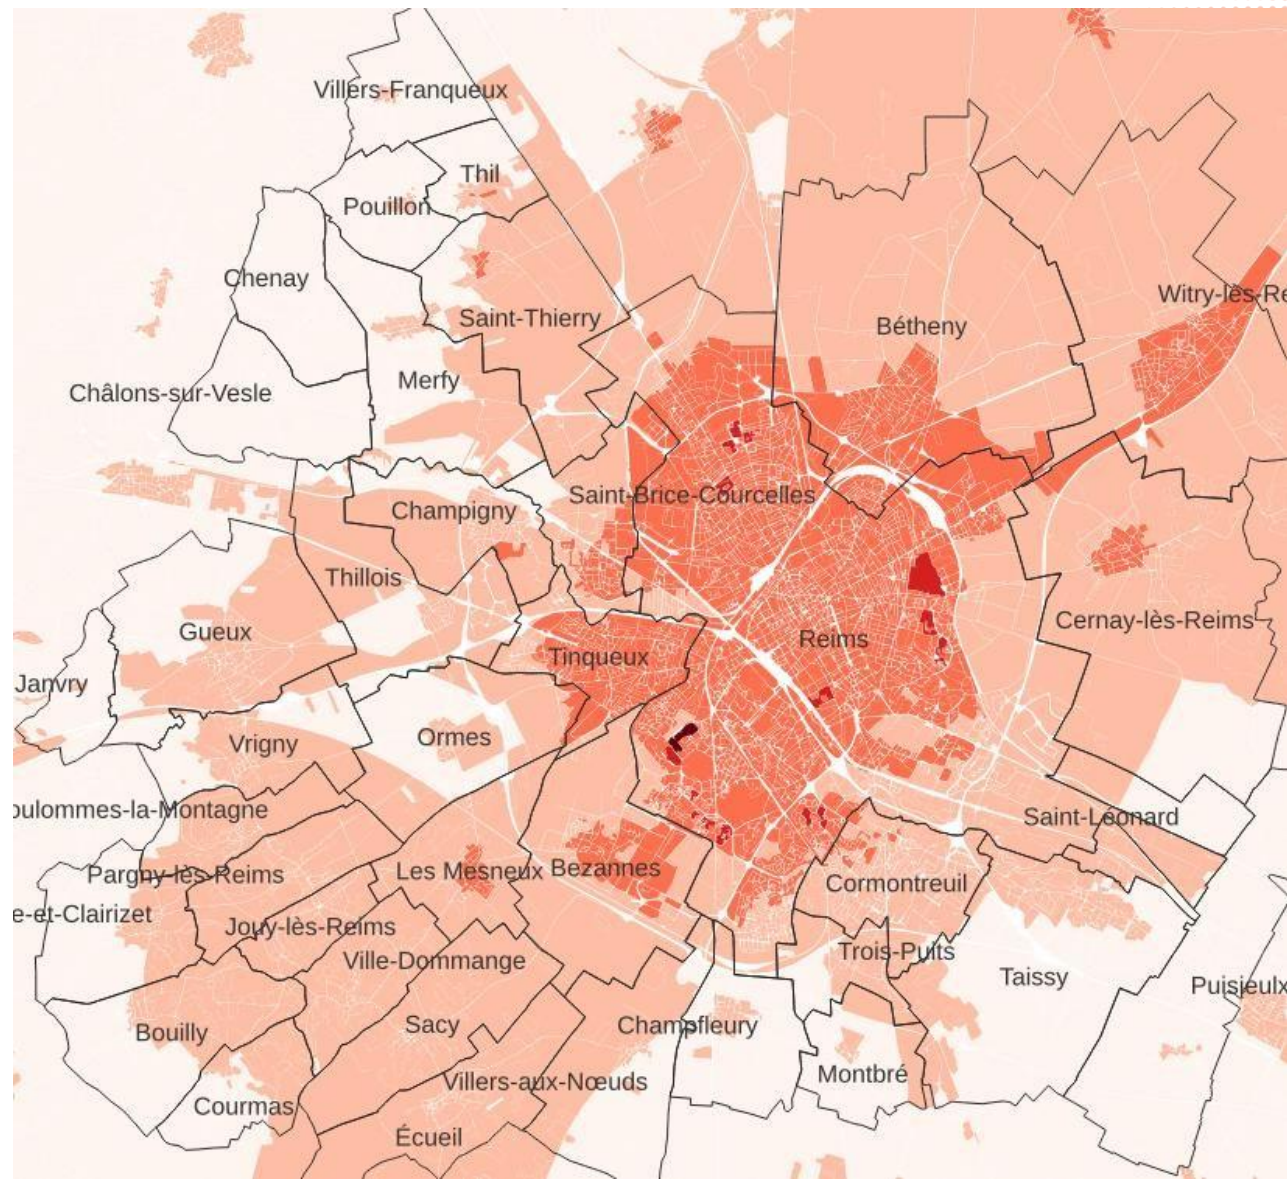 Villers-Franqueux
Thil
Pouillon
Chenay
Witry-lès-Re
Saint-Thierry
Bétheny
Merfy
Châlons-sur-Vesle
Saint-Brice-Courcelles
Champigny
Thillois
Cernay-lès-Reims
Gueux
Reims
Tinqueux
Janvry
Ormes
Vrigny
oulommes-la-Montagne
Saint-Léonard
Bezannes
Les Mesneux
Pargny-lès-Reims
Cormontreuil
e-et-Clairizet
Jouy-lès-Reims
Trois-Puits
Ville-Dommange
Taissy
Puisieulx
Sacy
Champfleury
Bouilly
Montbré
Villers-aux-Nœuds
Courmas
Écueil